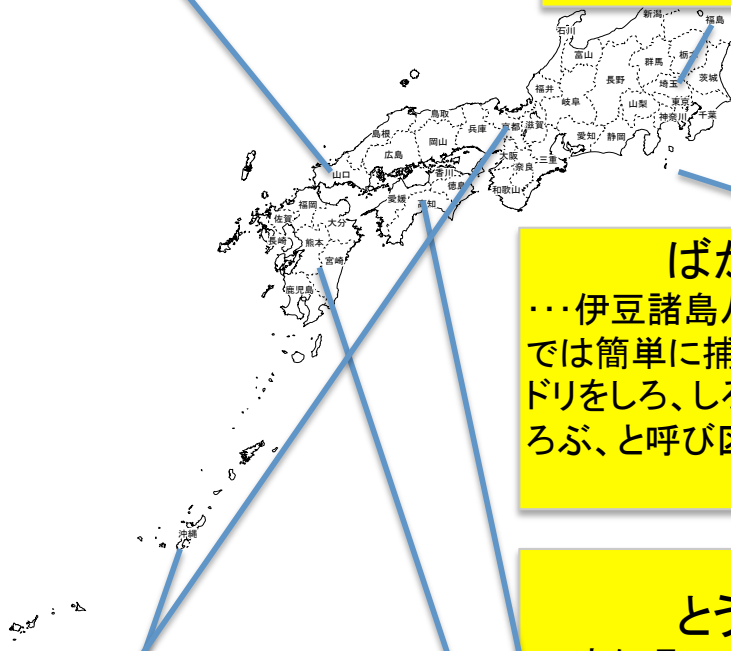 新潟
福島
石川
富山
群馬
栃木
長野
埼玉
茨城
福井
岐阜
山梨
東京
神奈川
千葉
鳥取
兵庫
京都
滋賀
愛知
静岡
島根
岡山
広島
大阪
三重
奈良
山口
香川
徳島
和歌山
愛媛
高知
福岡
佐賀
大分
長崎
熊本
宮崎
鹿児島
沖縄
ばか
・・・伊豆諸島
では簡単に捕
ドリをしろ、しろ
ろぶ、と呼び区
とう